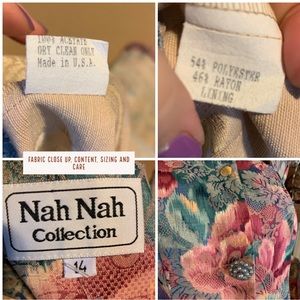 100% ACETATE
DRY CLEAN ONLY
Made in U.S.A.
54% POLYESTER
46% RAYON
LINING
FABRIC CLOSE UP, CONTENT, SIZING AND
CARE
Nah Nah
Collection
14